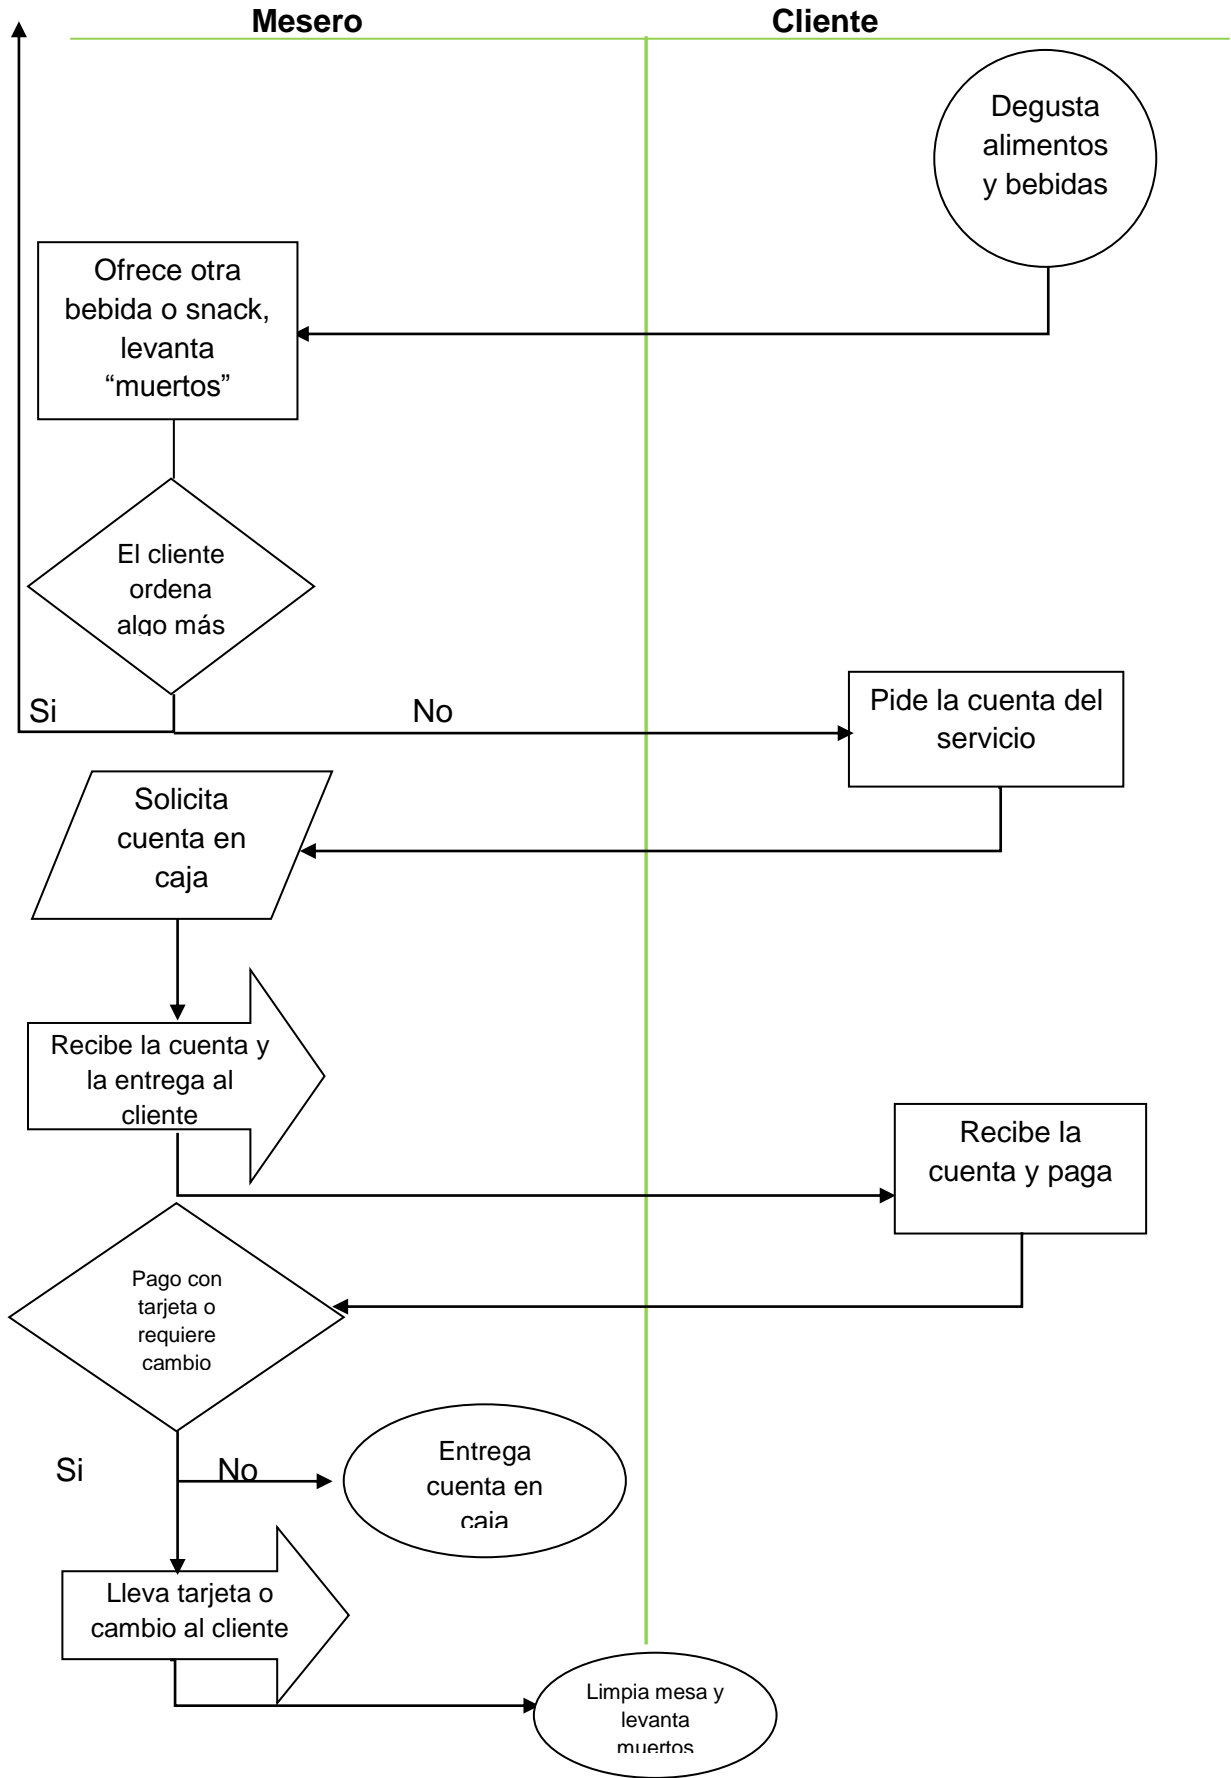 Mesero
Cliente
Degusta
alimentos
y bebidas
Ofrece otra
bebida o snack,
levanta
“muertos”
El cliente
ordena
algo más
Si
No
Pide la cuenta del
servicio
Solicita
cuenta en
caja
Recibe la cuenta y
la entrega al
cliente
Recibe la
cuenta y paga
Pago con
tarjeta o
requiere
cambio
Si
No
Entrega
cuenta en
caja
Lleva tarjeta o
cambio al cliente
Limpia mesa y
levanta
muertos